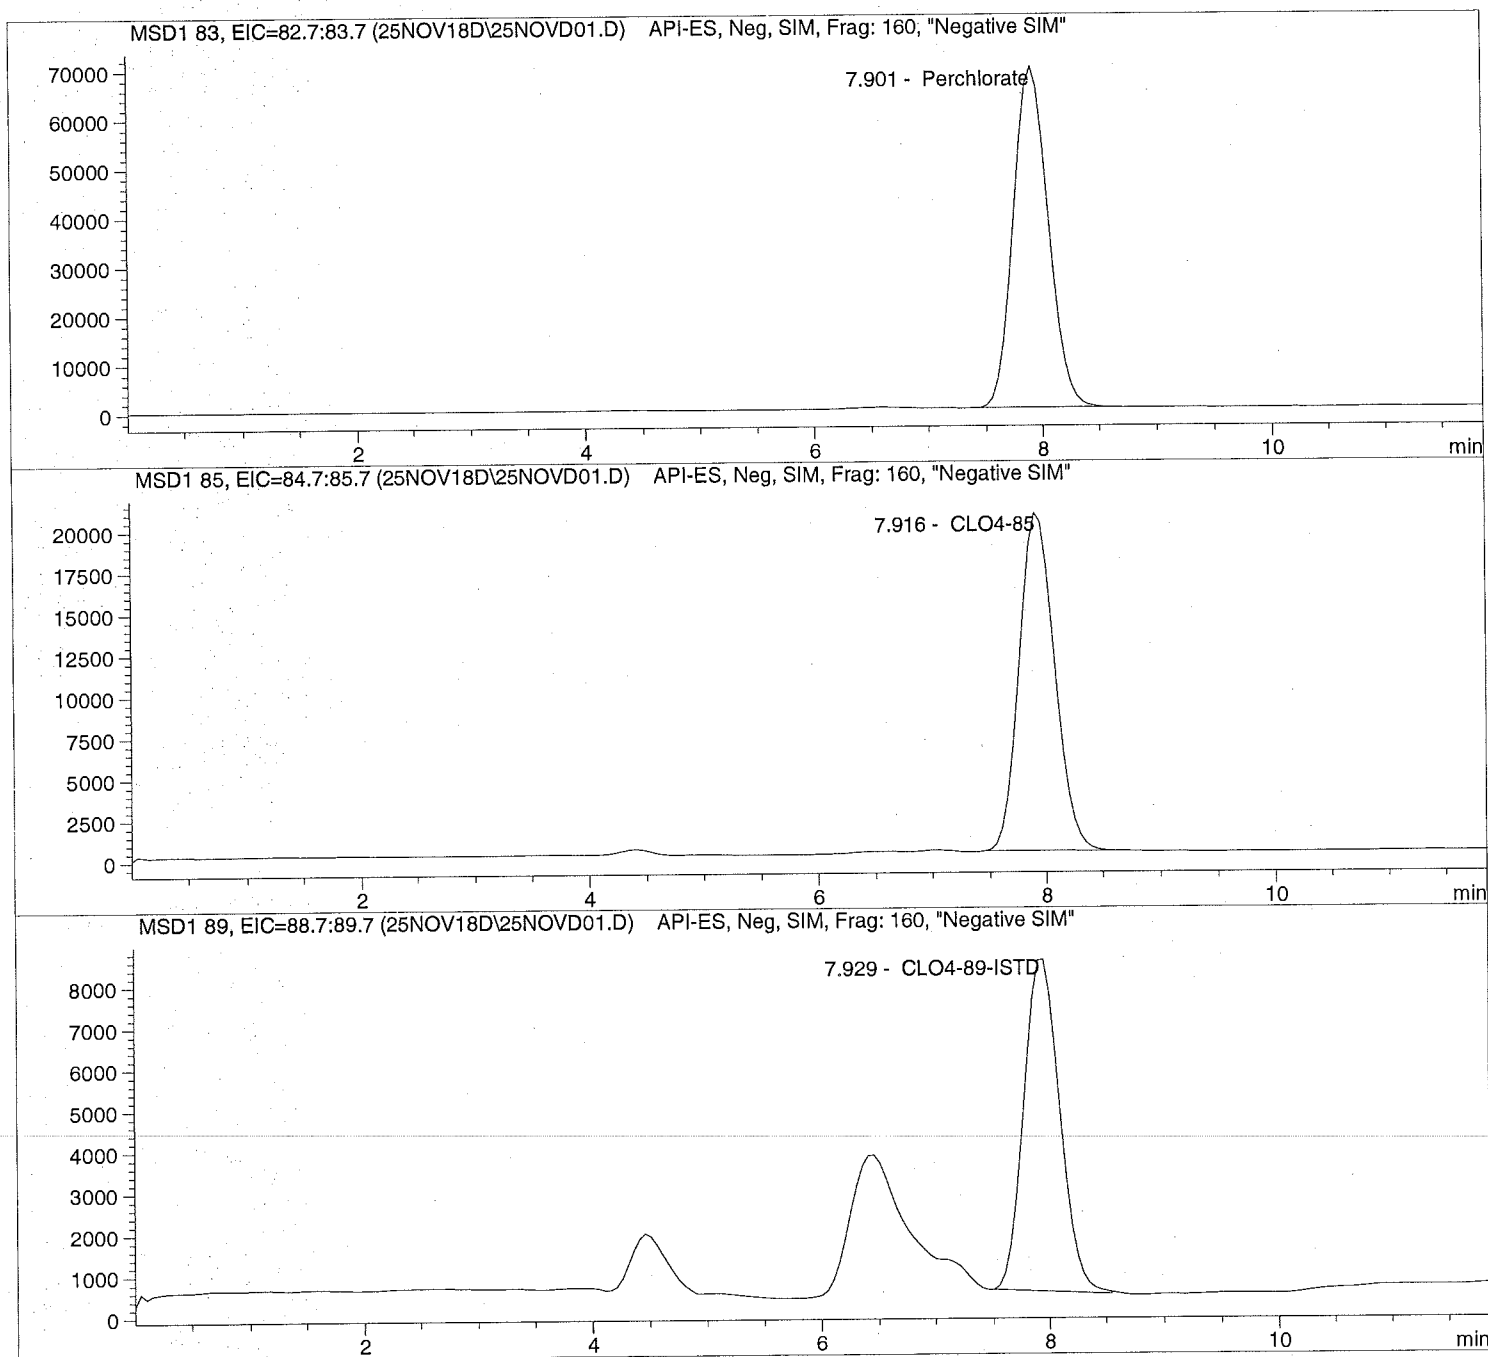 MSD1 83, EIC=82.7:83.7 (25NOV18D\25NOVD01.D) API-ES, Neg, SIM, Frag: 160, "Negative SIM"
7.901 - Perchlorate
70000
60000
50000
40000
30000
20000
10000
0
2 4 6 8 10 min
MSD1 85, EIC=84.7:85.7 (25NOV18D\25NOVD01.D) API-ES, Neg, SIM, Frag: 160, "Negative SIM"
7.916 - CLO4-85
20000
17500
15000
12500
10000
7500
5000
2500
0
2 4 6 8 10 min
MSD1 89, EIC=88.7:89.7 (25NOV18D\25NOVD01.D) API-ES, Neg, SIM, Frag: 160, "Negative SIM"
7.929 - CLO4-89-ISTD
8000
7000
6000
5000
4000
3000
2000
1000
0
2 4 6 8 10 min